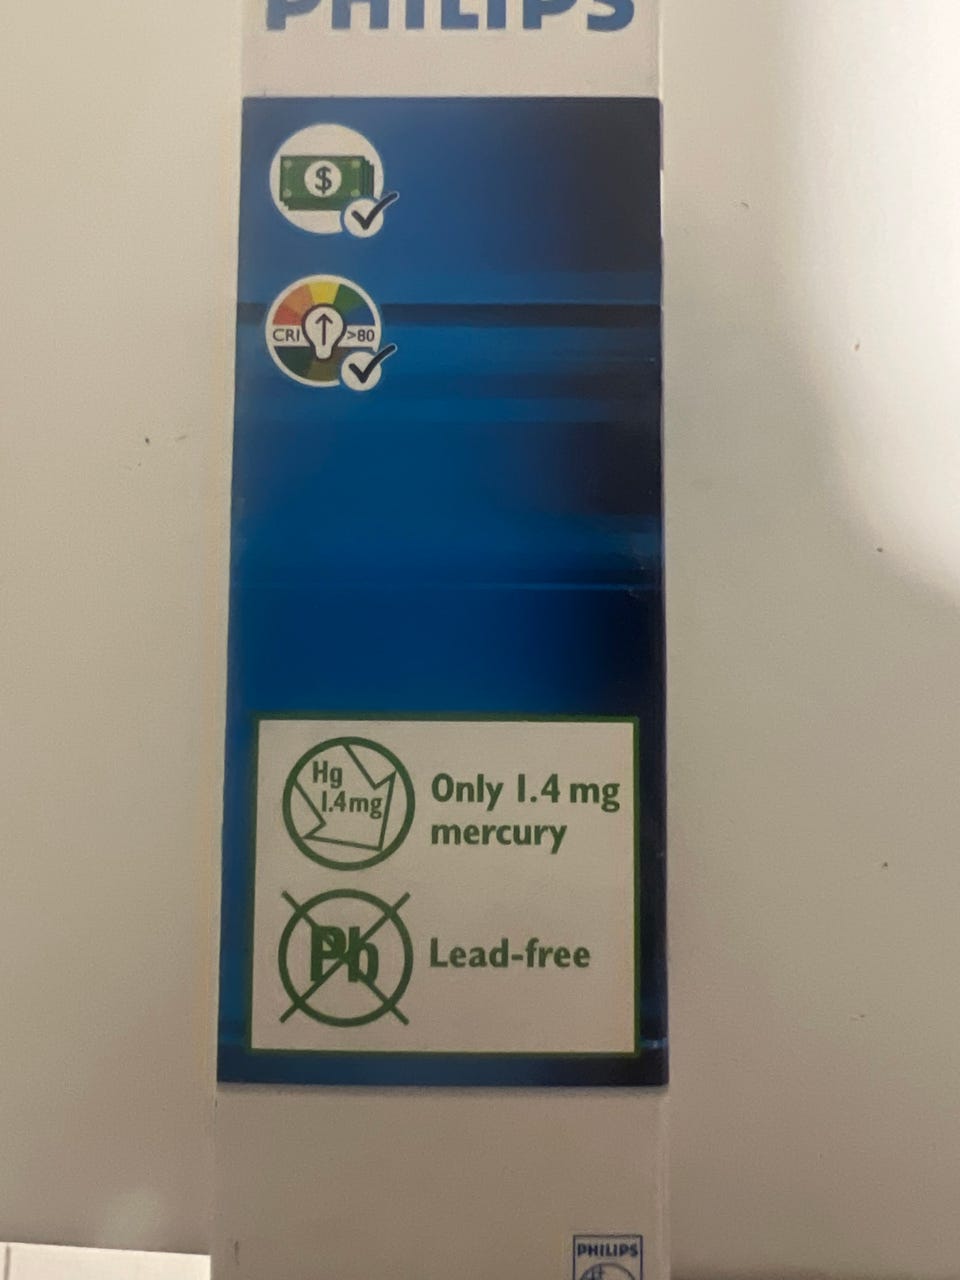 PHILIPS
$
CRI >80
Hg
1.4mg
Only 1.4 mg
mercury
Pb
Lead-free
PHILIPS